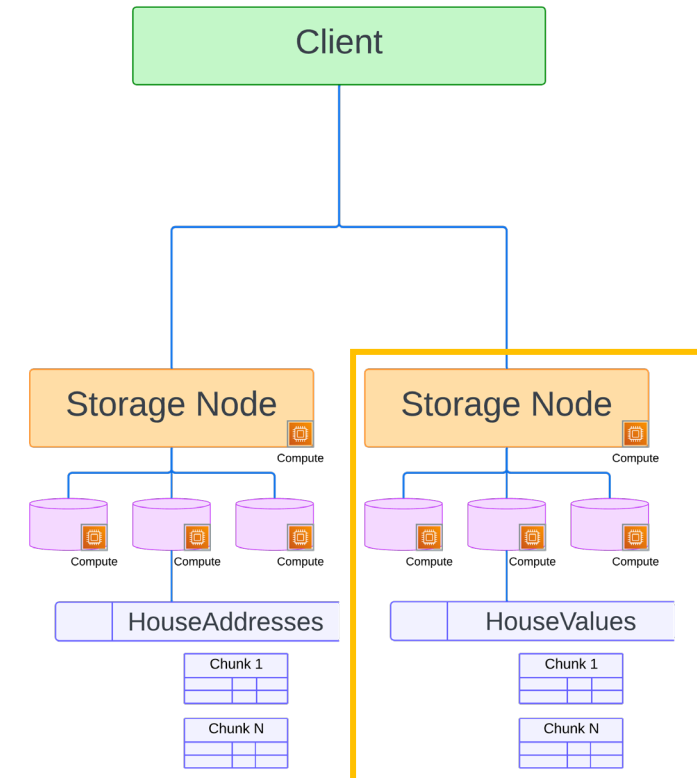 Client
Storage Node
Compute
Storage Node
Compute
Compute
Compute
Compute
Compute
Compute
Compute
HouseAddresses
HouseValues
Chunk 1
Chunk 1
Chunk N
Chunk N